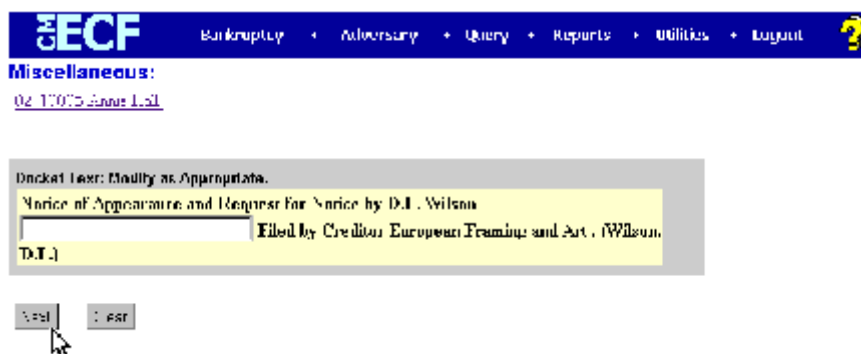 CM ECF Bankruptcy • Adversary • Query • Reports • Utilities • Logout ?
Miscellaneous:
Docket Text: Modify as Appropriate.
Notice of Appearance and Request for Notice by D.L. Wilson
Filed by Creditor European Framing and Art . (Wilson,
D.L.)
Next Clear